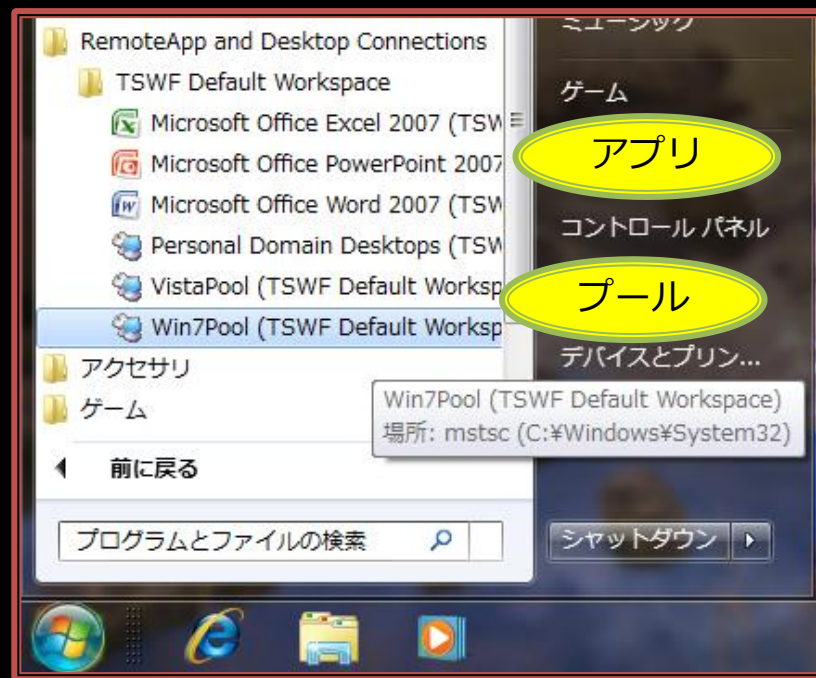 RemoteApp and Desktop Connections
TSWF Default Workspace
Microsoft Office Excel 2007 (TSW
Microsoft Office PowerPoint 2007
Microsoft Office Word 2007 (TSW
Personal Domain Desktops (TSW
VistaPool (TSWF Default Worksp
Win7Pool (TSWF Default Worksp
アクセサリ
ゲーム
前に戻る
プログラムとファイルの検索
ミュージック
ゲーム
アプリ
コントロール パネル
プール
デバイスとプリン...
Win7Pool (TSWF Default Workspace)
場所: mstsc (C:¥Windows¥System32)
シャットダウン